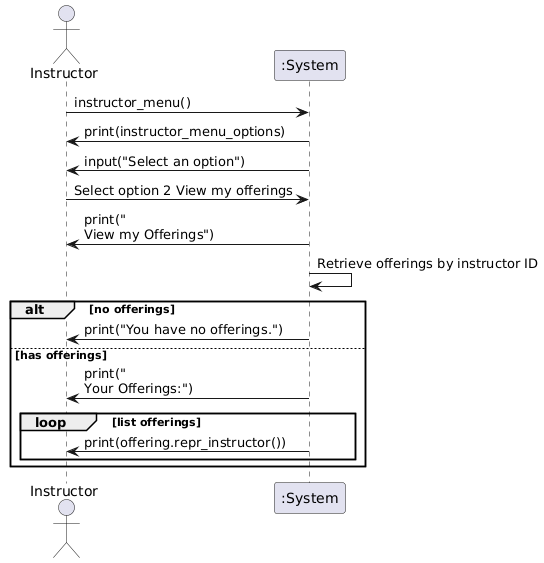 Instructor
:System
instructor_menu()
print(instructor_menu_options)
input("Select an option")
Select option 2 View my offerings
print("
View my Offerings")
Retrieve offerings by instructor ID
alt [no offerings]
print("You have no offerings.")
[has offerings]
print("
Your Offerings:")
loop [list offerings]
print(offering.repr_instructor())
Instructor
:System